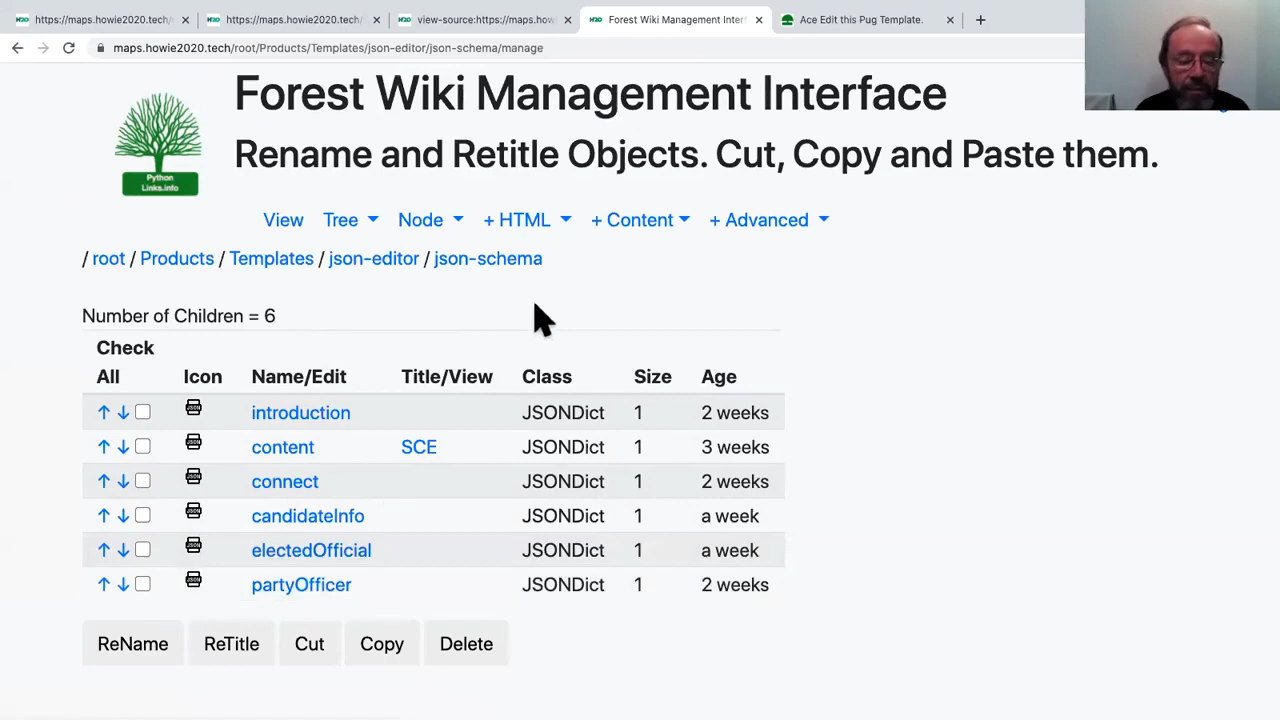 https://maps.howie2020.tech/
https://maps.howie2020.tech/
view-source:https://maps.how
Forest Wiki Management Interf
Ace Edit this Pug Template.
maps.howie2020.tech/root/Products/Templates/json-editor/json-schema/manage
Python
Links.info
Forest Wiki Management Interface
Rename and Retitle Objects. Cut, Copy and Paste them.
View Tree Node + HTML + Content + Advanced
/ root / Products / Templates / json-editor / json-schema
Number of Children = 6
Check
All Icon Name/Edit Title/View Class Size Age
↑ ↓ introduction JSONDict 1 2 weeks
↑ ↓ content SCE JSONDict 1 3 weeks
↑ ↓ connect JSONDict 1 2 weeks
↑ ↓ candidateInfo JSONDict 1 a week
↑ ↓ electedOfficial JSONDict 1 a week
↑ ↓ partyOfficer JSONDict 1 2 weeks
ReName ReTitle Cut Copy Delete